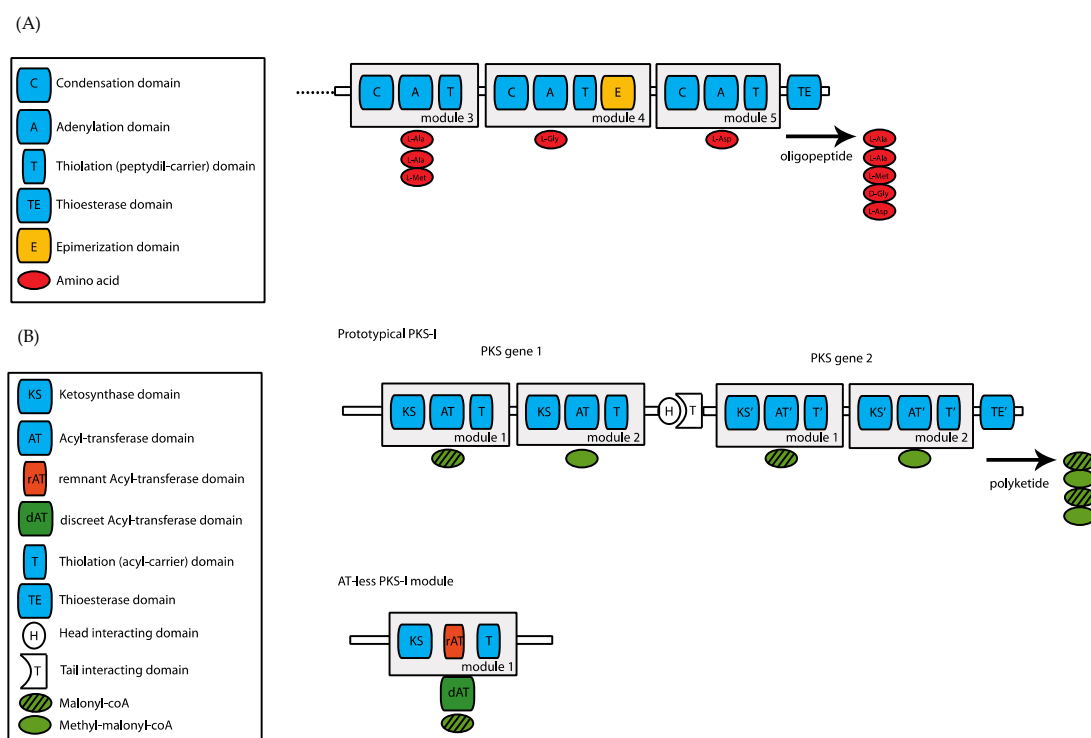 (A)
C Condensation domain
A Adenylation domain
T Thiolation (peptydil-carrier) domain
TE Thioesterase domain
E Epimerization domain
Amino acid
C A T C A T E C A T TE
module 3 module 4 module 5
L-Ala L-Gly L-Asp
L-Ala
L-Met
oligopeptide
L-Ala
L-Ala
L-Met
D-Gly
L-Asp
(B)
KS Ketosynthase domain
AT Acyl-transferase domain
rAT remnant Acyl-transferase domain
dAT discreet Acyl-transferase domain
T Thiolation (acyl-carrier) domain
TE Thioesterase domain
H Head interacting domain
T Tail interacting domain
Malonyl-coA
Methyl-malonyl-coA
Prototypical PKS-I
PKS gene 1 PKS gene 2
KS AT T KS AT T H T KS' AT' T' KS' AT' T' TE'
module 1 module 2 module 1 module 2
polyketide
AT-less PKS-I module
KS rAT T
module 1
dAT